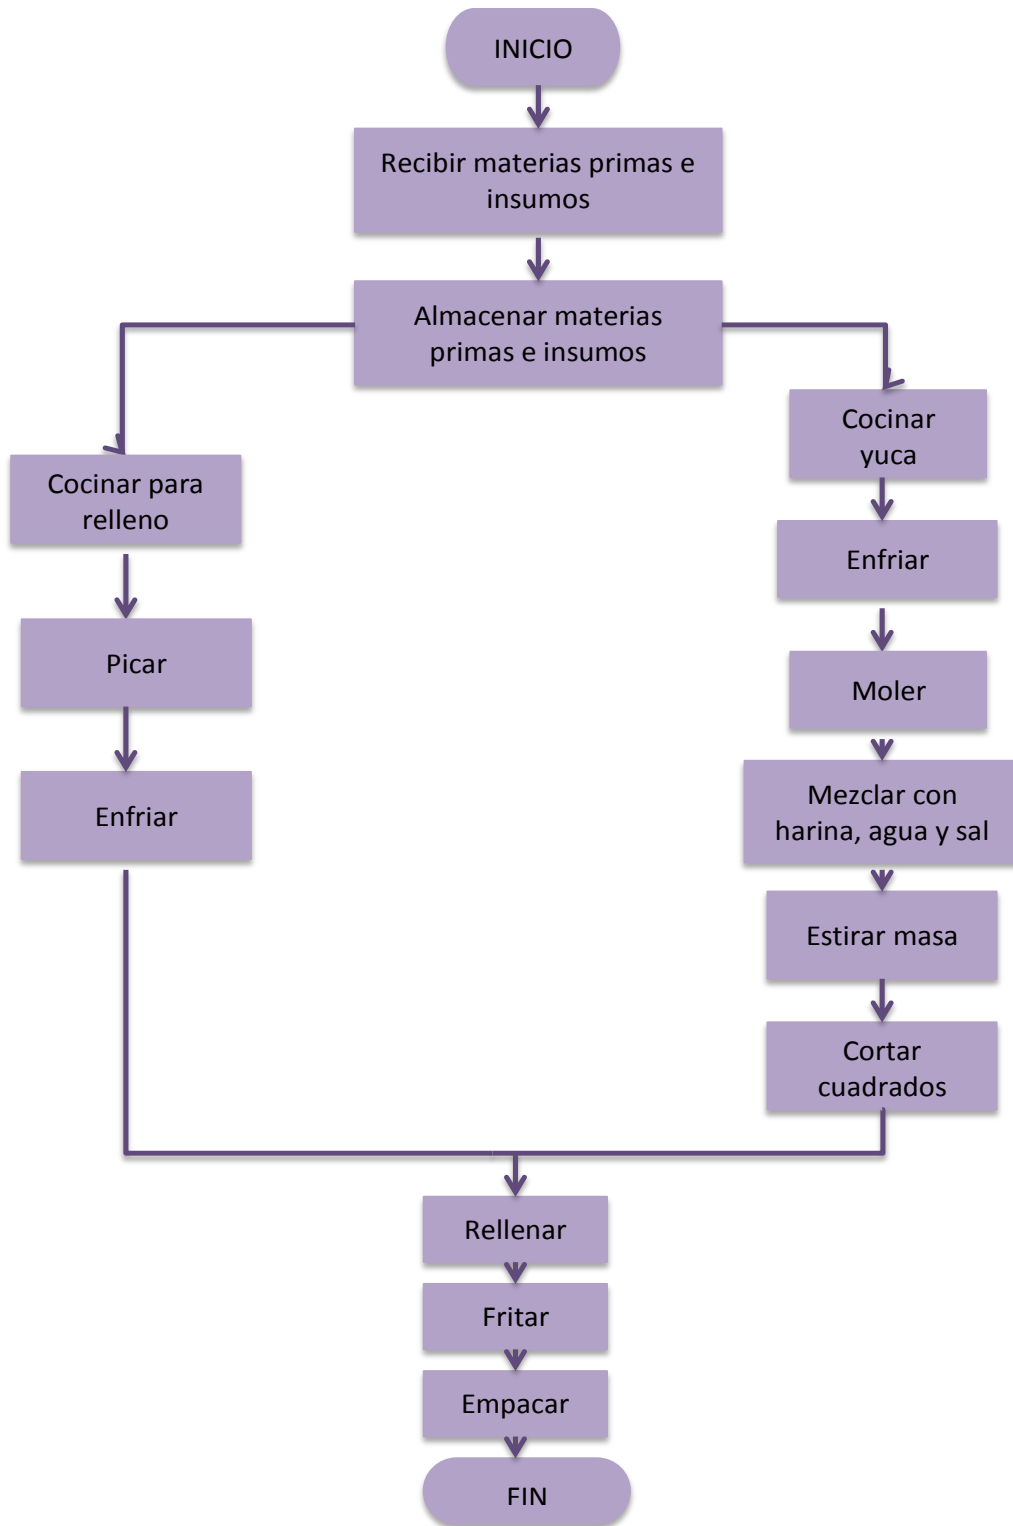 INICIO
Recibir materias primas e
insumos
Almacenar materias
primas e insumos
Cocinar para
relleno
Picar
Enfriar
Cocinar
yuca
Enfriar
Moler
Mezclar con
harina, agua y sal
Estirar masa
Cortar
cuadrados
Rellenar
Fritar
Empacar
FIN